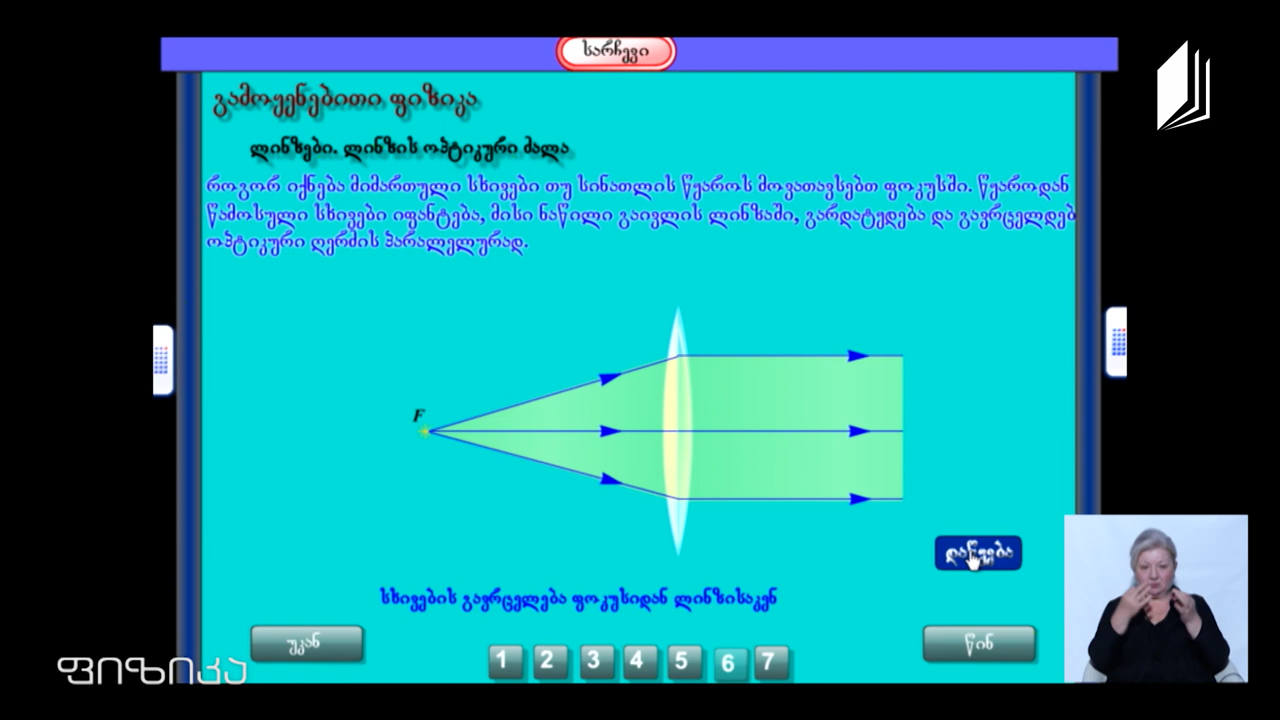 სარჩევი
გამოყენებითი ფიზიკა
ლინზები. ლინზის ოპტიკური ძალა
როგორ იქნება მიმართული სხივები თუ სინათლის წყაროს მოვათავსებთ ფოკუსში. წყაროდან
წამოსული სხივები იფანტება, მისი ნაწილი გაივლის ლინზაში, გარდატყდება და გავრცელდებ
ოპტიკური ღერძის პარალელურად.
F
დაწყება
სხივების გავრცელება ფოკუსიდან ლინზისაკენ
უკან
1 2 3 4 5 6 7
წინ
ფიზიკა